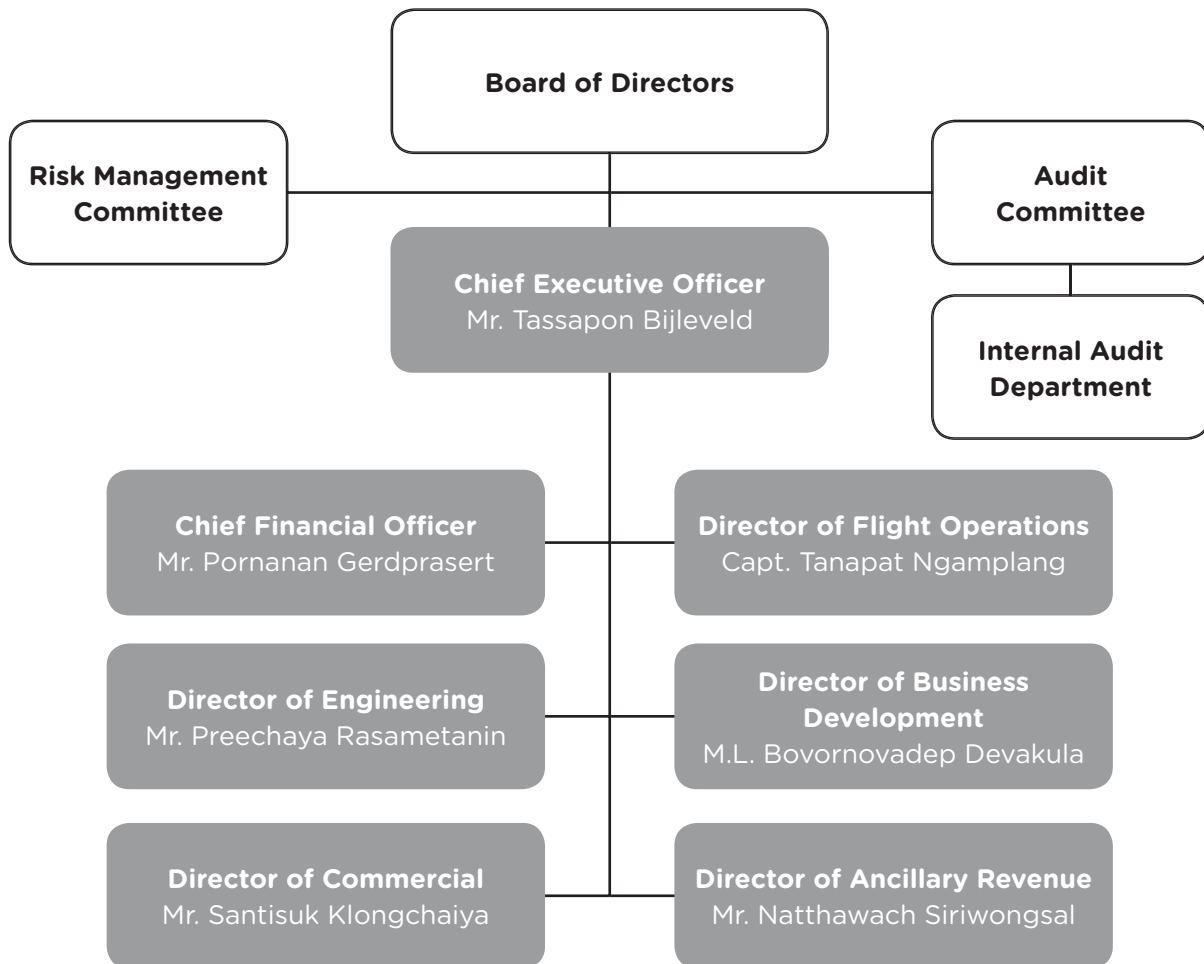 Board of Directors
Risk Management
Committee
Audit
Committee
Chief Executive Officer
Mr. Tassapon Bijleveld
Internal Audit
Department
Chief Financial Officer
Mr. Pornanan Gerdprasert
Director of Flight Operations
Capt. Tanapat Ngamplang
Director of Engineering
Mr. Preechaya Rasametanin
Director of Business
Development
M.L. Bovornovadep Devakula
Director of Commercial
Mr. Santisuk Klongchaiya
Director of Ancillary Revenue
Mr. Natthawach Siriwongsal